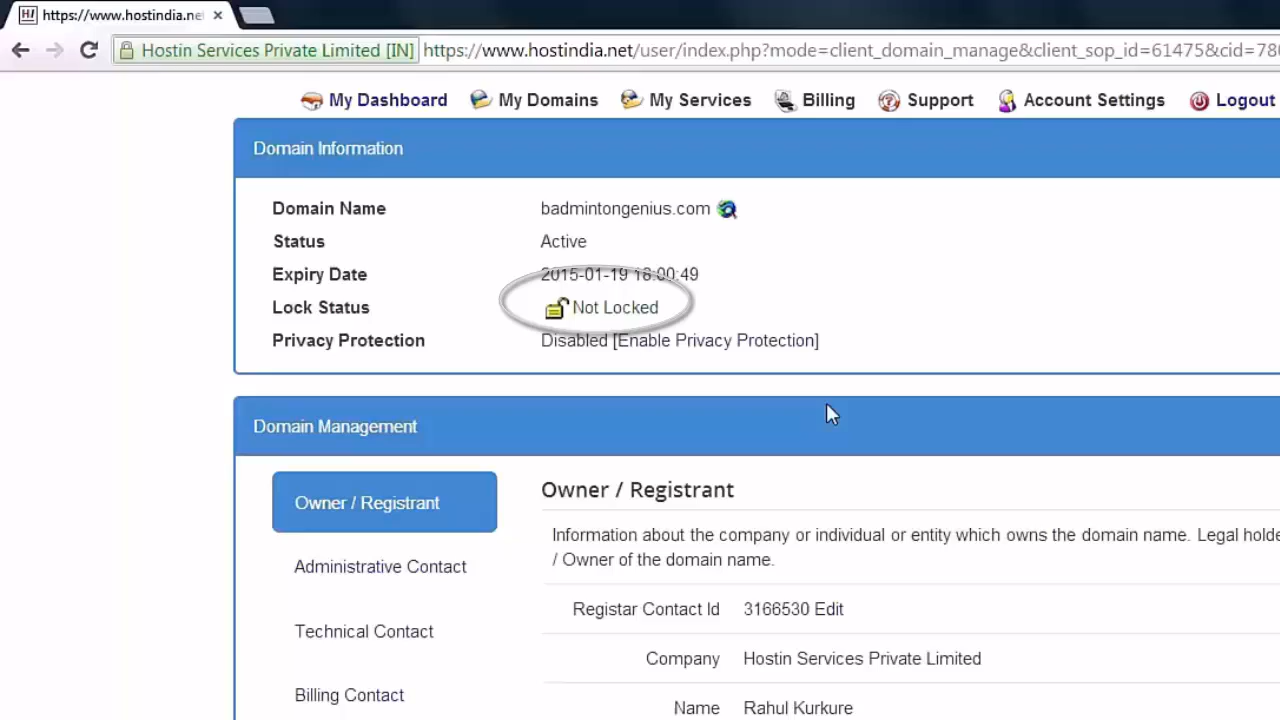 HI https://www.hostindia.ne
Hostin Services Private Limited [IN] https://www.hostindia.net/user/index.php?mode=client_domain_manage&client_sop_id=61475&cid=780
My Dashboard My Domains My Services Billing Support Account Settings Logout
Domain Information
Domain Name badmintongenius.com
Status Active
Expiry Date 2015-01-19 18:00:49
Lock Status Not Locked
Privacy Protection Disabled [Enable Privacy Protection]
Domain Management
Owner / Registrant Owner / Registrant
Information about the company or individual or entity which owns the domain name. Legal holde
/ Owner of the domain name.
Administrative Contact
Registar Contact Id 3166530 Edit
Technical Contact
Company Hostin Services Private Limited
Billing Contact
Name Rahul Kurkure